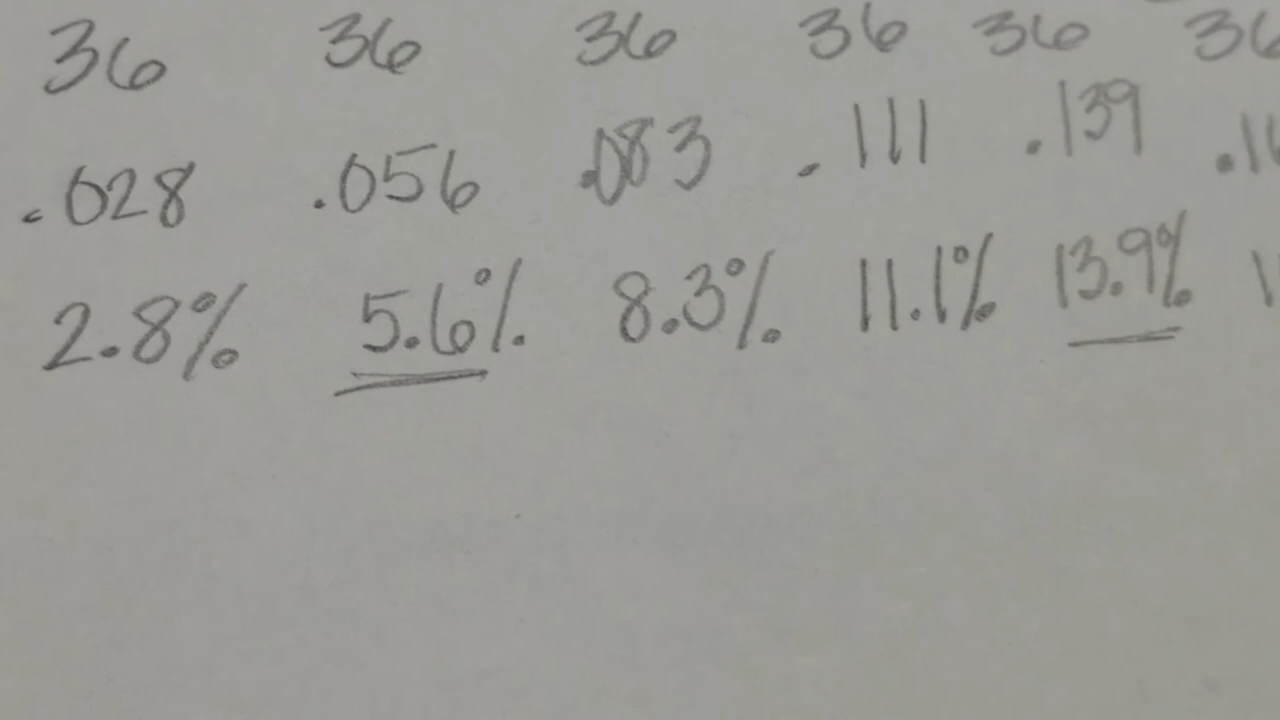 36 36 36 36 36 36
.028 .056 .083 .111 .139
2.8% 5.6% 8.3% 11.1% 13.9%